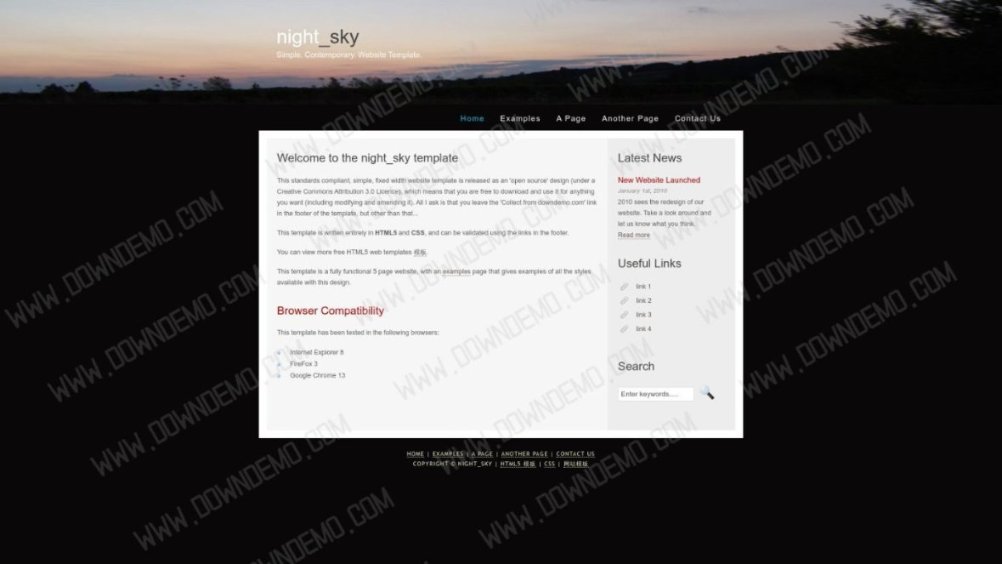 night_sky
Simple. Contemporary. Website Template.
Home Examples A Page Another Page Contact Us
Welcome to the night_sky template
This standards compliant, simple, fixed width website template is released as an 'open source' design (under a
Creative Commons Attribution 3.0 Licence), which means that you are free to download and use it for anything
you want (including modifying and amending it). All I ask is that you leave the 'Collect from downdemo.com' link
in the footer of the template, but other than that...
This template is written entirely in HTML5 and CSS, and can be validated using the links in the footer.
You can view more free HTML5 web templates 模板.
This template is a fully functional 5 page website, with an examples page that gives examples of all the styles
available with this design.
Browser Compatibility
This template has been tested in the following browsers:
Internet Explorer 8
FireFox 3
Google Chrome 13
Latest News
New Website Launched
January 1st, 2010
2010 sees the redesign of our
website. Take a look around and
let us know what you think.
Read more
Useful Links
link 1
link 2
link 3
link 4
Search
Enter keywords.....
HOME | EXAMPLES | A PAGE | ANOTHER PAGE | CONTACT US
COPYRIGHT © NIGHT_SKY | HTML5 模板 | CSS | 网站模板
WWW.DOWNDEMO.COM